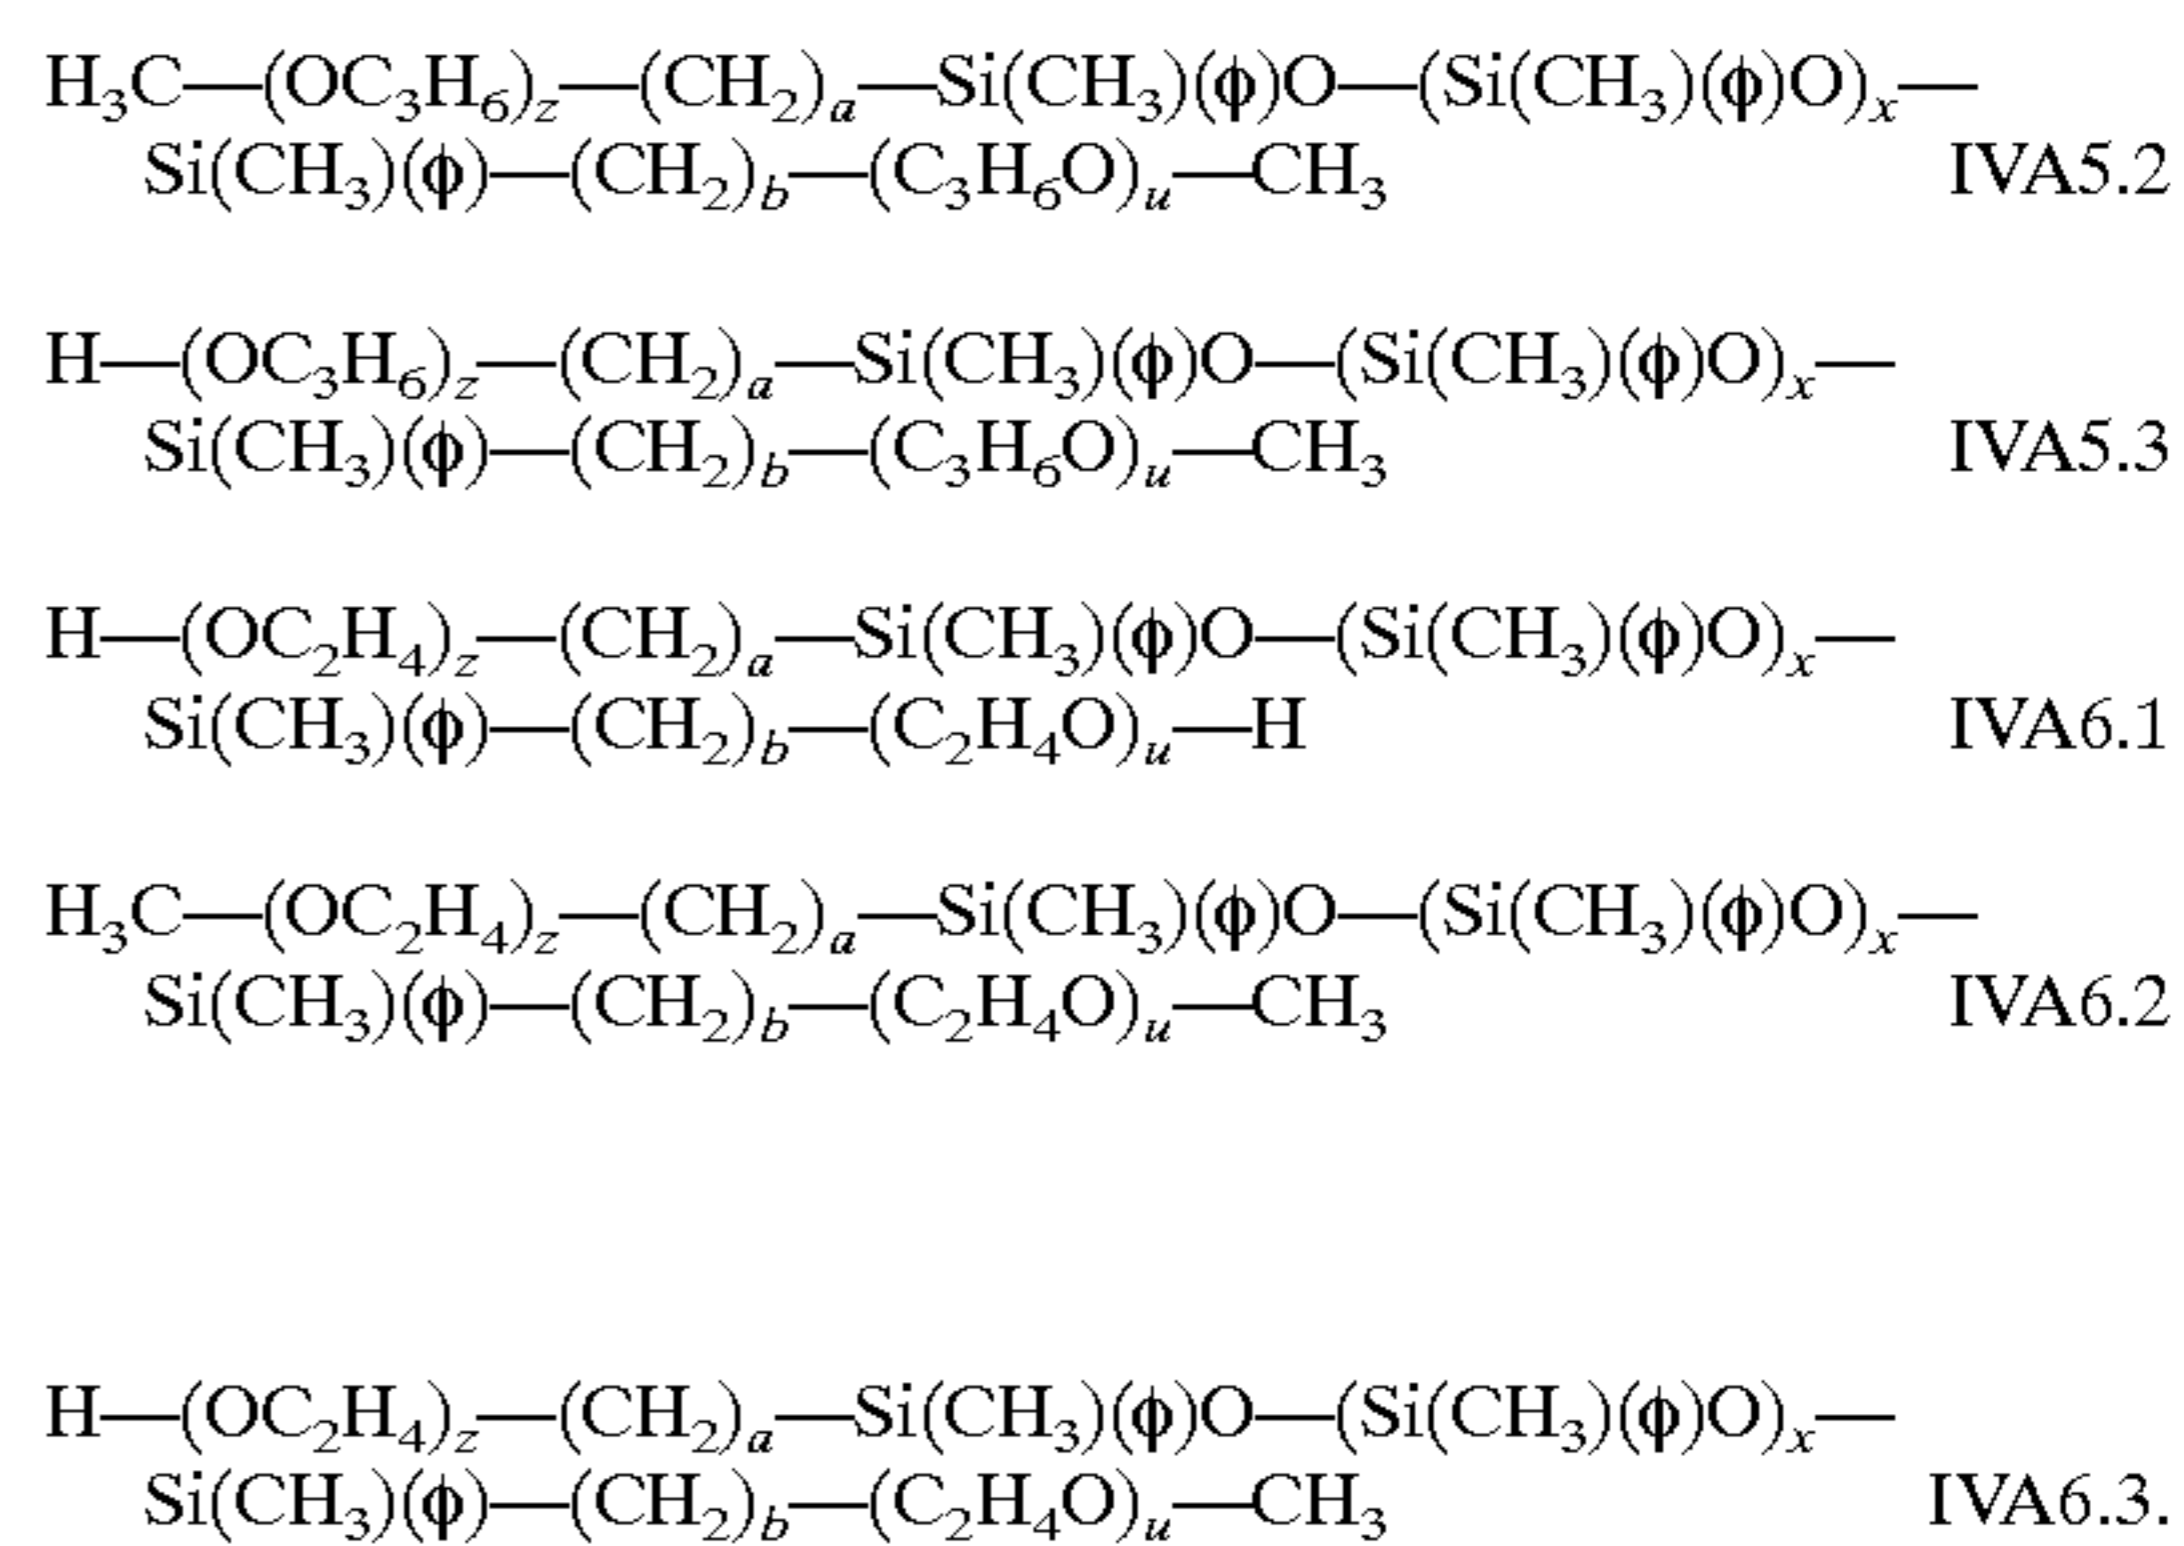 H₃C—(OC₃H₆)z—(CH₂)a—Si(CH₃)(ϕ)O—(Si(CH₃)(ϕ)O)x—
Si(CH₃)(ϕ)—(CH₂)b—(C₃H₆O)u—CH₃ IVA5.2
H—(OC₃H₆)z—(CH₂)a—Si(CH₃)(ϕ)O—(Si(CH₃)(ϕ)O)x—
Si(CH₃)(ϕ)—(CH₂)b—(C₃H₆O)u—CH₃ IVA5.3
H—(OC₂H₄)z—(CH₂)a—Si(CH₃)(ϕ)O—(Si(CH₃)(ϕ)O)x—
Si(CH₃)(ϕ)—(CH₂)b—(C₂H₄O)u—H IVA6.1
H₃C—(OC₂H₄)z—(CH₂)a—Si(CH₃)(ϕ)O—(Si(CH₃)(ϕ)O)x—
Si(CH₃)(ϕ)—(CH₂)b—(C₂H₄O)u—CH₃ IVA6.2
H—(OC₂H₄)z—(CH₂)a—Si(CH₃)(ϕ)O—(Si(CH₃)(ϕ)O)x—
Si(CH₃)(ϕ)—(CH₂)b—(C₂H₄O)u—CH₃ IVA6.3.